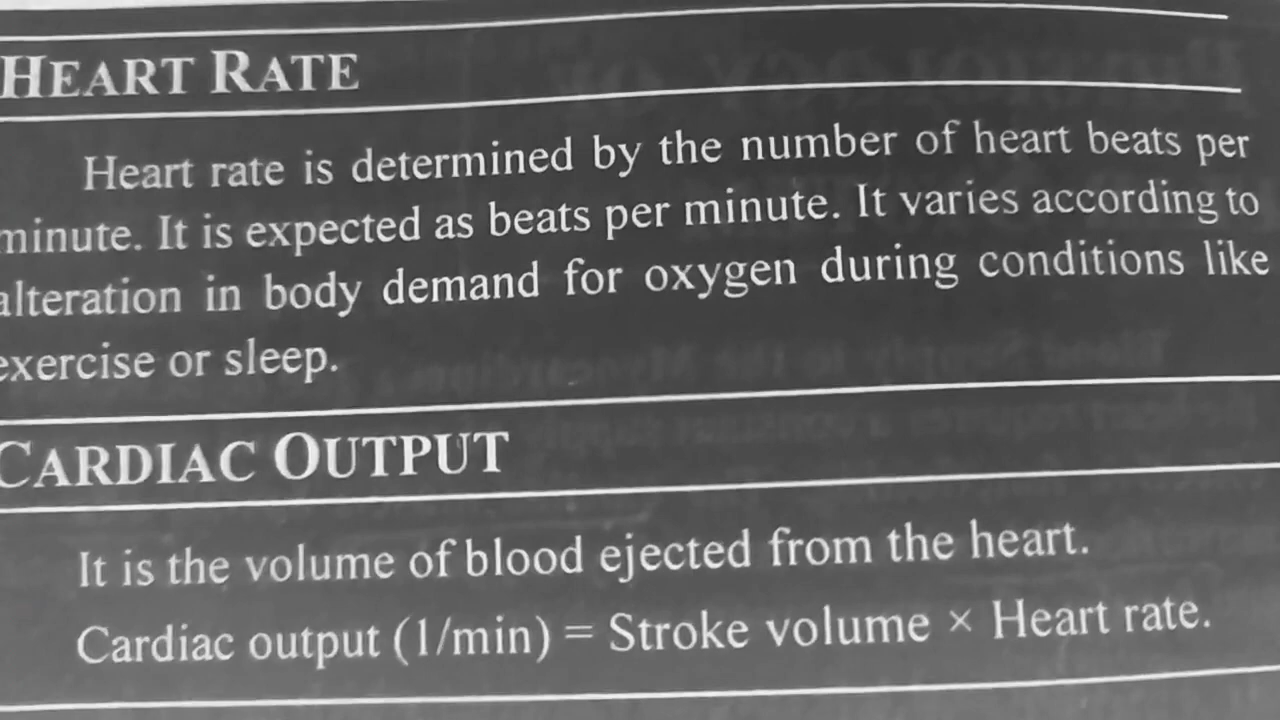 HEART RATE
Heart rate is determined by the number of heart beats per
minute. It is expected as beats per minute. It varies according to
alteration in body demand for oxygen during conditions like
exercise or sleep.
CARDIAC OUTPUT
It is the volume of blood ejected from the heart.
Cardiac output (1/min) = Stroke volume × Heart rate.